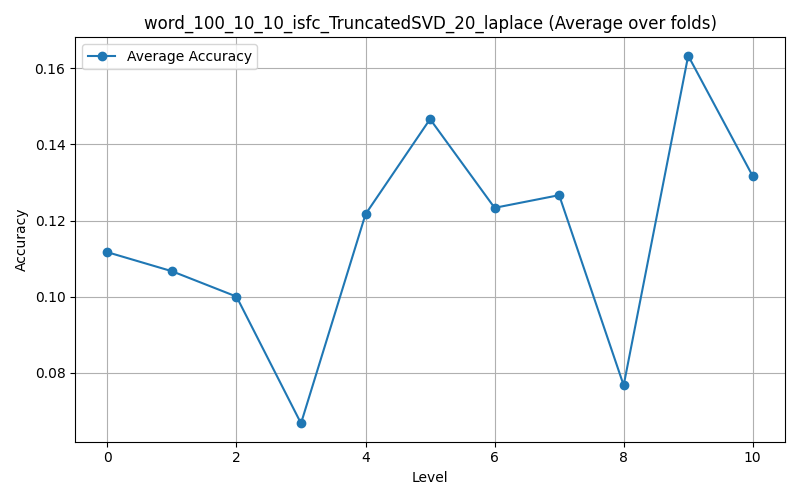 word_100_10_10_isfc_TruncatedSVD_20_laplace (Average over folds)
Average Accuracy
0.16
0.14
0.12
0.10
0.08
Accuracy
0 2 4 6 8 10
Level